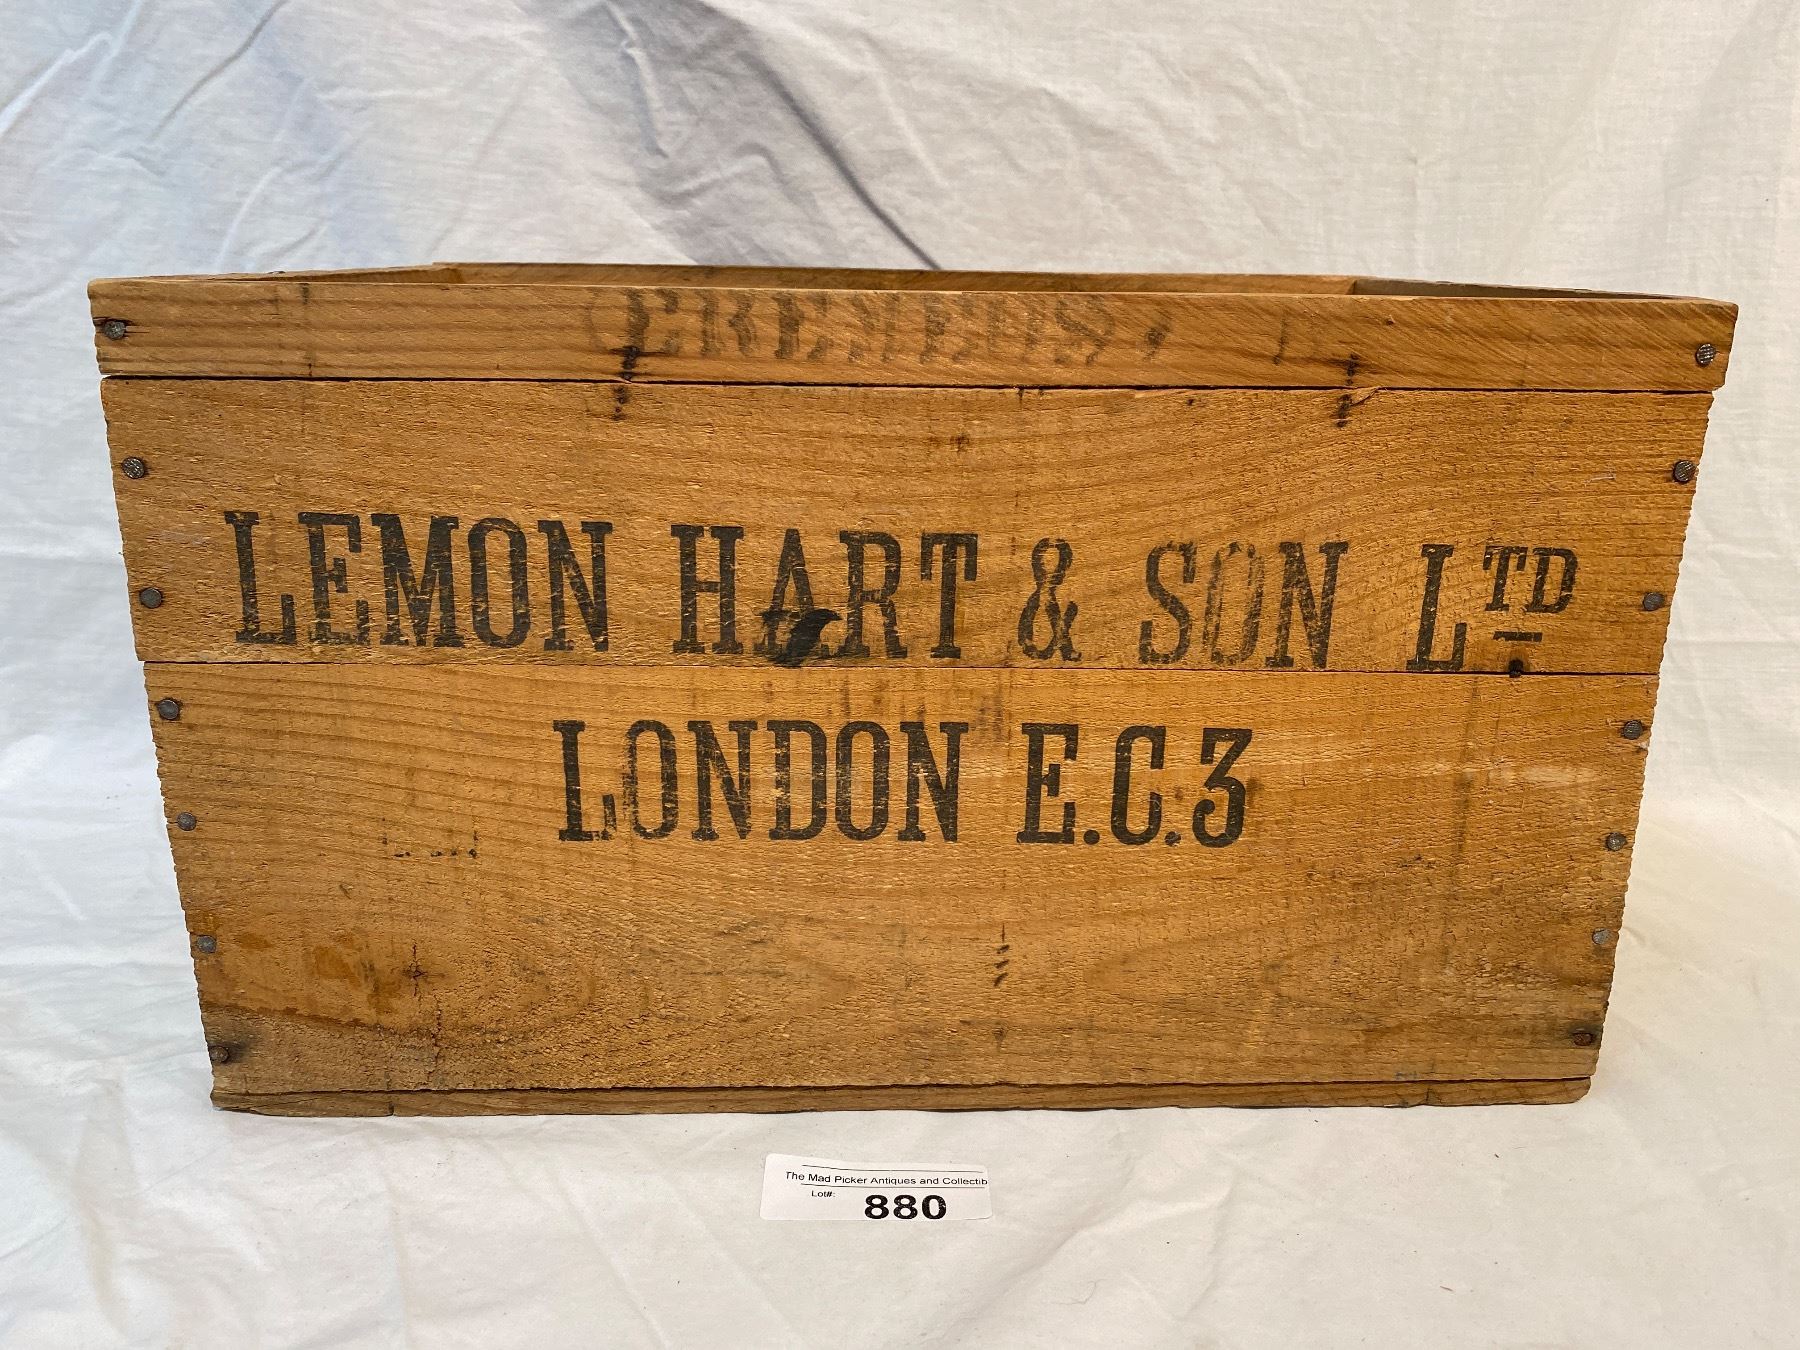 LEMON HART & SON LTD
LONDON E.C.3
The Mad Picker Antiques and Collectib
Lot#: 880